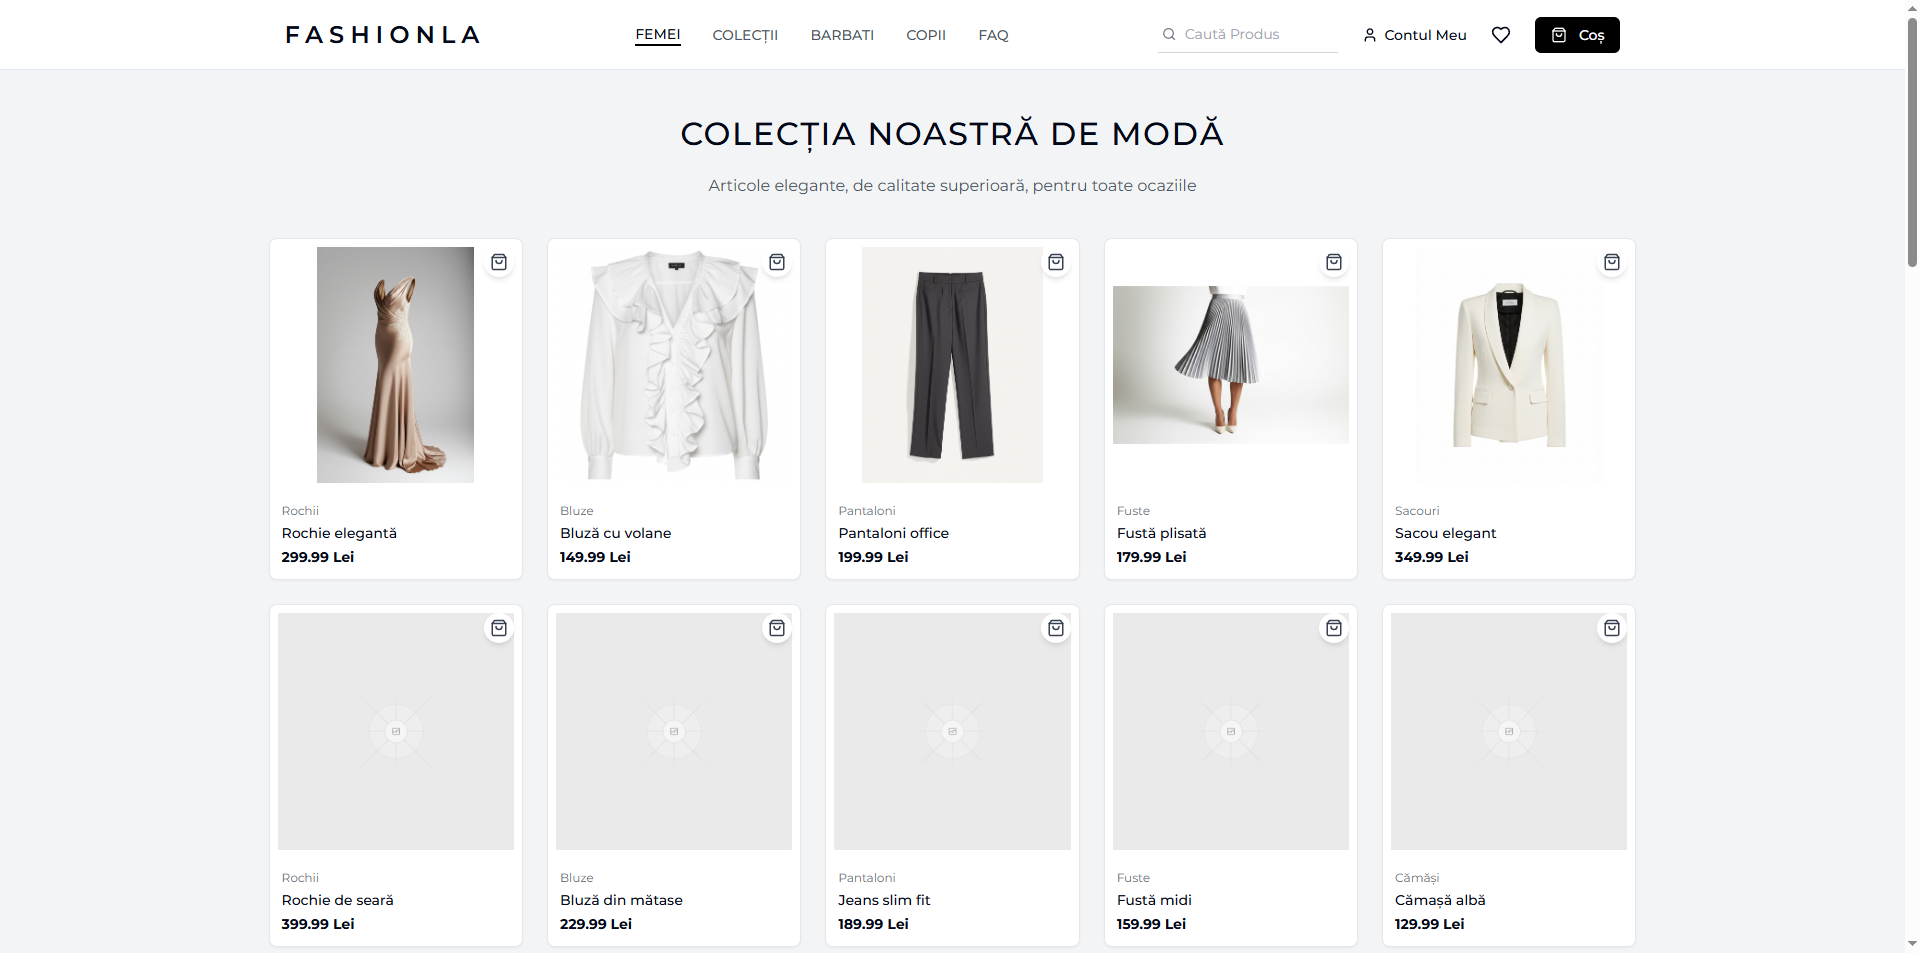 FASHIONLA
FEMEI COLECȚII BARBATI COPII FAQ
Caută Produs
Contul Meu
Coș
COLECȚIA NOASTRĂ DE MODĂ
Articole elegante, de calitate superioară, pentru toate ocaziile
Rochii
Rochie elegantă
299.99 Lei
Bluze
Bluză cu volane
149.99 Lei
Pantaloni
Pantaloni office
199.99 Lei
Fuste
Fustă plisată
179.99 Lei
Sacouri
Sacou elegant
349.99 Lei
Rochii
Rochie de seară
399.99 Lei
Bluze
Bluză din mătase
229.99 Lei
Pantaloni
Jeans slim fit
189.99 Lei
Fuste
Fustă midi
159.99 Lei
Cămăși
Cămașă albă
129.99 Lei